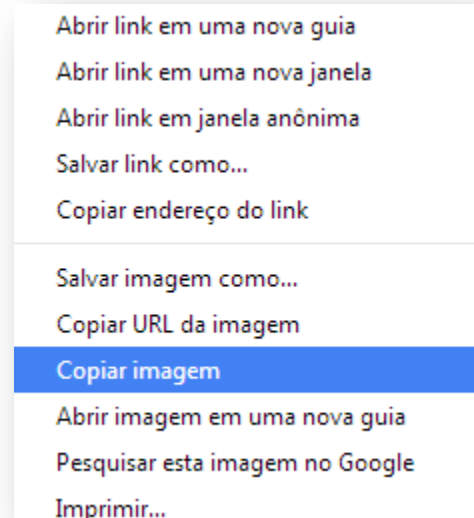 Abrir link em uma nova guia
Abrir link em uma nova janela
Abrir link em janela anônima
Salvar link como...
Copiar endereço do link
Salvar imagem como...
Copiar URL da imagem
Copiar imagem
Abrir imagem em uma nova guia
Pesquisar esta imagem no Google
Imprimir...